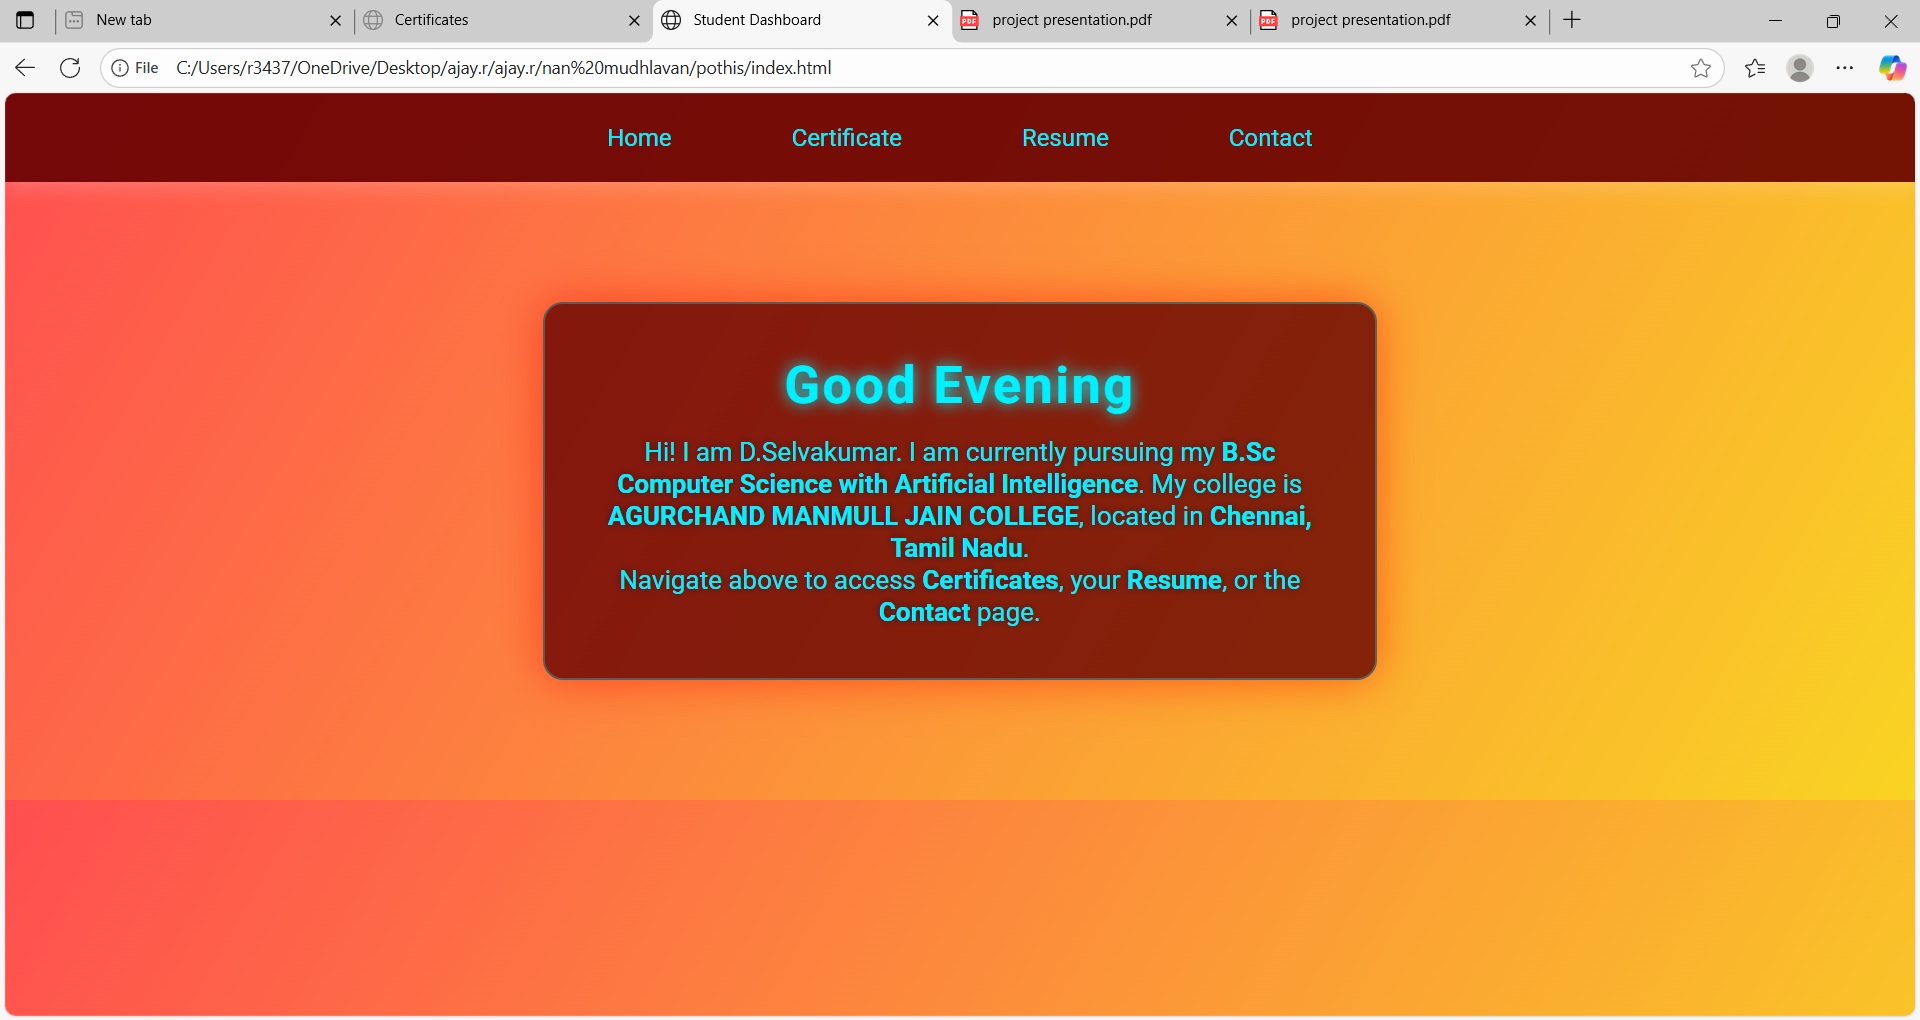 New tab
Certificates
Student Dashboard
project presentation.pdf
project presentation.pdf
File C:/Users/r3437/OneDrive/Desktop/ajay.r/ajay.r/nan%20mudhlavan/pothis/index.html
Home Certificate Resume Contact
Good Evening
Hi! I am D.Selvakumar. I am currently pursuing my B.Sc
Computer Science with Artificial Intelligence. My college is
AGURCHAND MANMULL JAIN COLLEGE, located in Chennai,
Tamil Nadu.
Navigate above to access Certificates, your Resume, or the
Contact page.